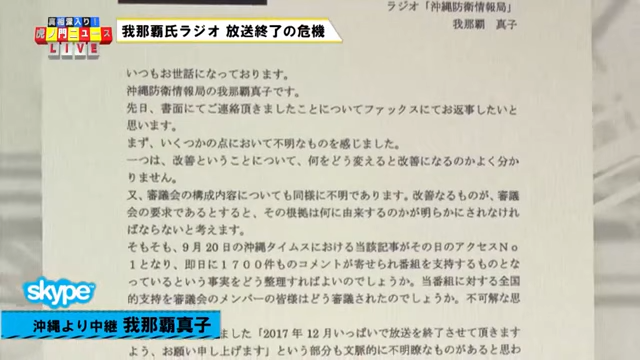 真相深入り！
虎ノ門ニュース
LIVE
我那覇氏ラジオ 放送終了の危機
ラジオ「沖縄防衛情報局」
我那覇 真子
いつもお世話になっております。
沖縄防衛情報局の我那覇真子です。
先日、書面にてご連絡頂きましたことについてファックスにてお返事したいと
思います。
まず、いくつかの点において不明なものを感じました。
一つは、改善ということについて、何をどう変えると改善になるのかよく分か
りません。
又、審議会の構成内容についても同様に不明であります。改善なるものが、審議
会の要求であるとすると、その根拠は何に由来するのかが明らかにされなけれ
ばならないと考えます。
そもそも、9月20日の沖縄タイムスにおける当該記事がその日のアクセスNo
1となり、即日に1700件ものコメントが寄せられ番組を支持するものとな
っているという事実をどう整理すればよいのでしょうか。当番組に対する全国
的支持を審議会のメンバーの皆様はどう審議されたのでしょうか。不可解な思
ました「2017年12月いっぱいで放送を終了させて頂きます
よう、お願い申し上げます」という部分も文脈的に不明瞭なものがあると思わ
skype
沖縄より中継 我那覇真子